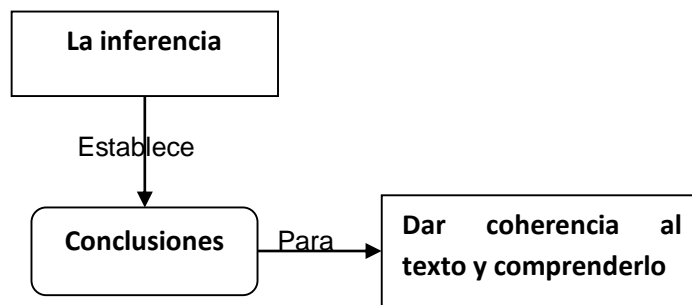 La inferencia
Establece
Conclusiones
Para
Dar coherencia al
texto y comprenderlo